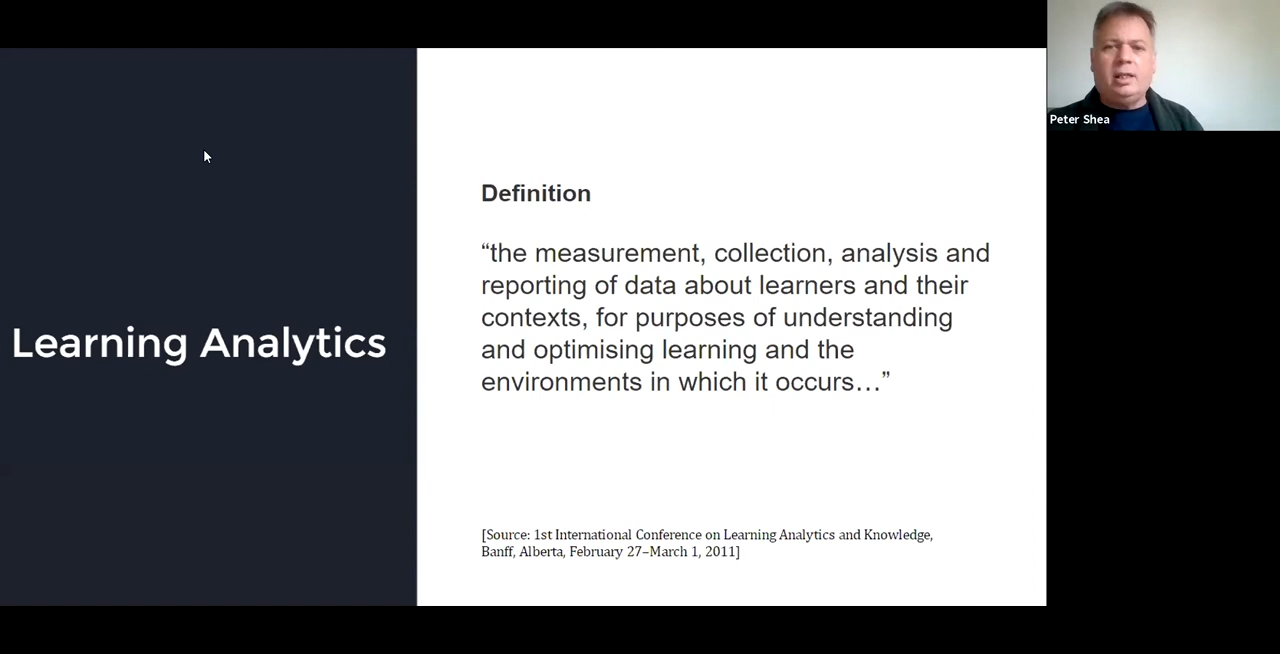 Learning Analytics
Definition
“the measurement, collection, analysis and
reporting of data about learners and their
contexts, for purposes of understanding
and optimising learning and the
environments in which it occurs…”
[Source: 1st International Conference on Learning Analytics and Knowledge,
Banff, Alberta, February 27–March 1, 2011]
Peter Shea